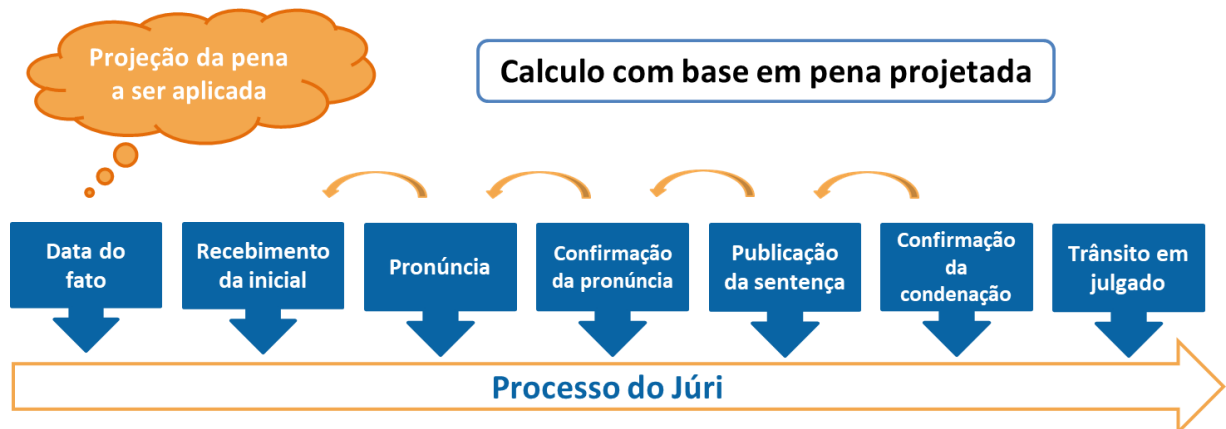 Projeção da pena
a ser aplicada
Calculo com base em pena projetada
Data do
fato
Recebimento
da inicial
Pronúncia
Confirmação
da pronúncia
Publicação
da sentença
Confirmação
da
condenação
Trânsito em
julgado
Processo do Júri